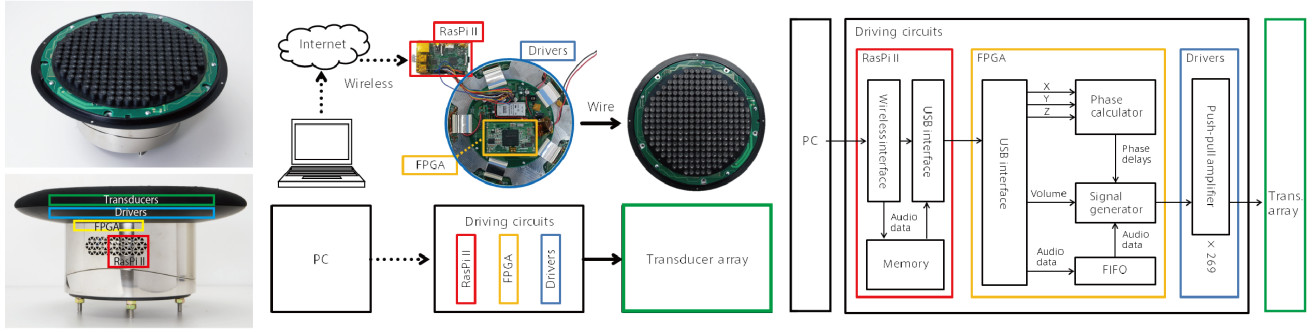 Transducers
Drivers
FPGA
RasPi II
Internet
Wireless
RasPi II
Drivers
FPGA
Wire
PC
Driving circuits
RasPi II
FPGA
Drivers
Transducer array
PC
Driving circuits
RasPi II
Wireless interface
USB interface
Audio
data
Memory
FPGA
USB interface
X
Y
Z
Phase
calculator
Phase
delays
Volume
Signal
generator
Audio
data
Audio
data
FIFO
Drivers
Push-pull amplifier
× 269
Trans.
array